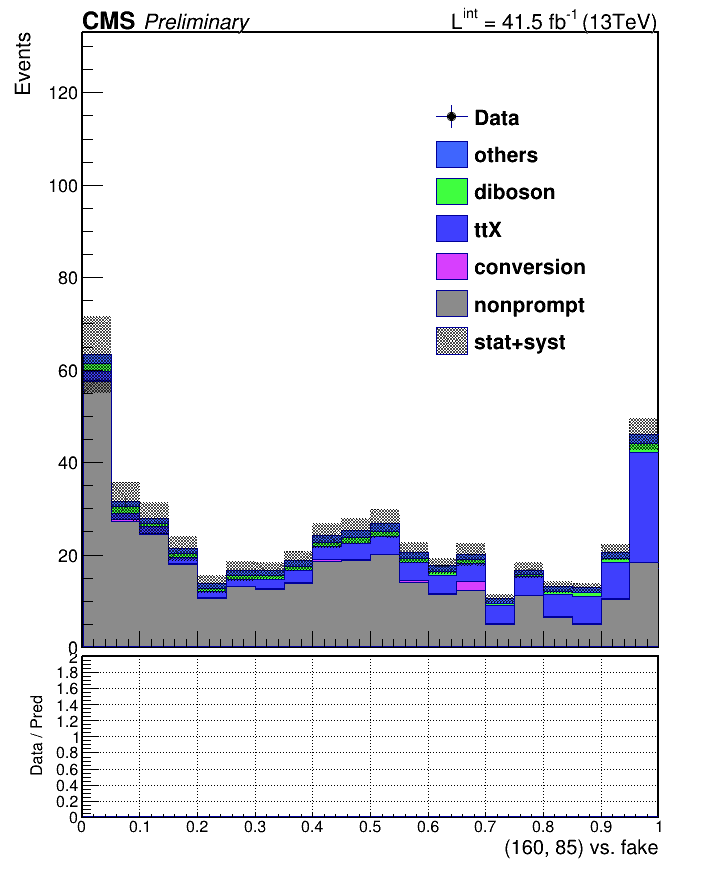 CMS Preliminary L^int = 41.5 fb^-1 (13TeV)
Events
120
100
80
60
40
20
0
Data
others
diboson
ttX
conversion
nonprompt
stat+syst
Data / Pred
2
1.8
1.6
1.4
1.2
1
0.8
0.6
0.4
0.2
0
0 0.1 0.2 0.3 0.4 0.5 0.6 0.7 0.8 0.9 1
(160, 85) vs. fake